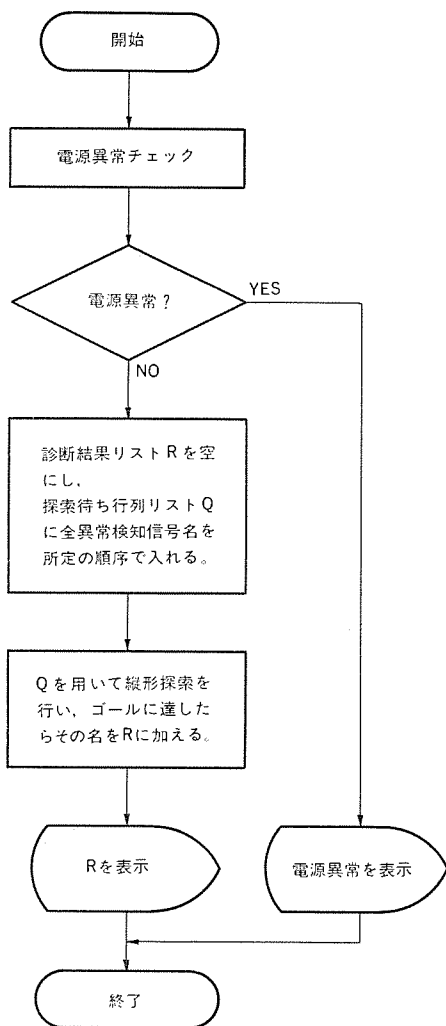 開始
電源異常チェック
電源異常？
YES
NO
診断結果リストRを空
にし，
探索待ち行列リストQ
に全異常検知信号名を
所定の順序で入れる。
Qを用いて縦形探索を
行い，ゴールに達した
らその名をRに加える。
Rを表示
電源異常を表示
終了